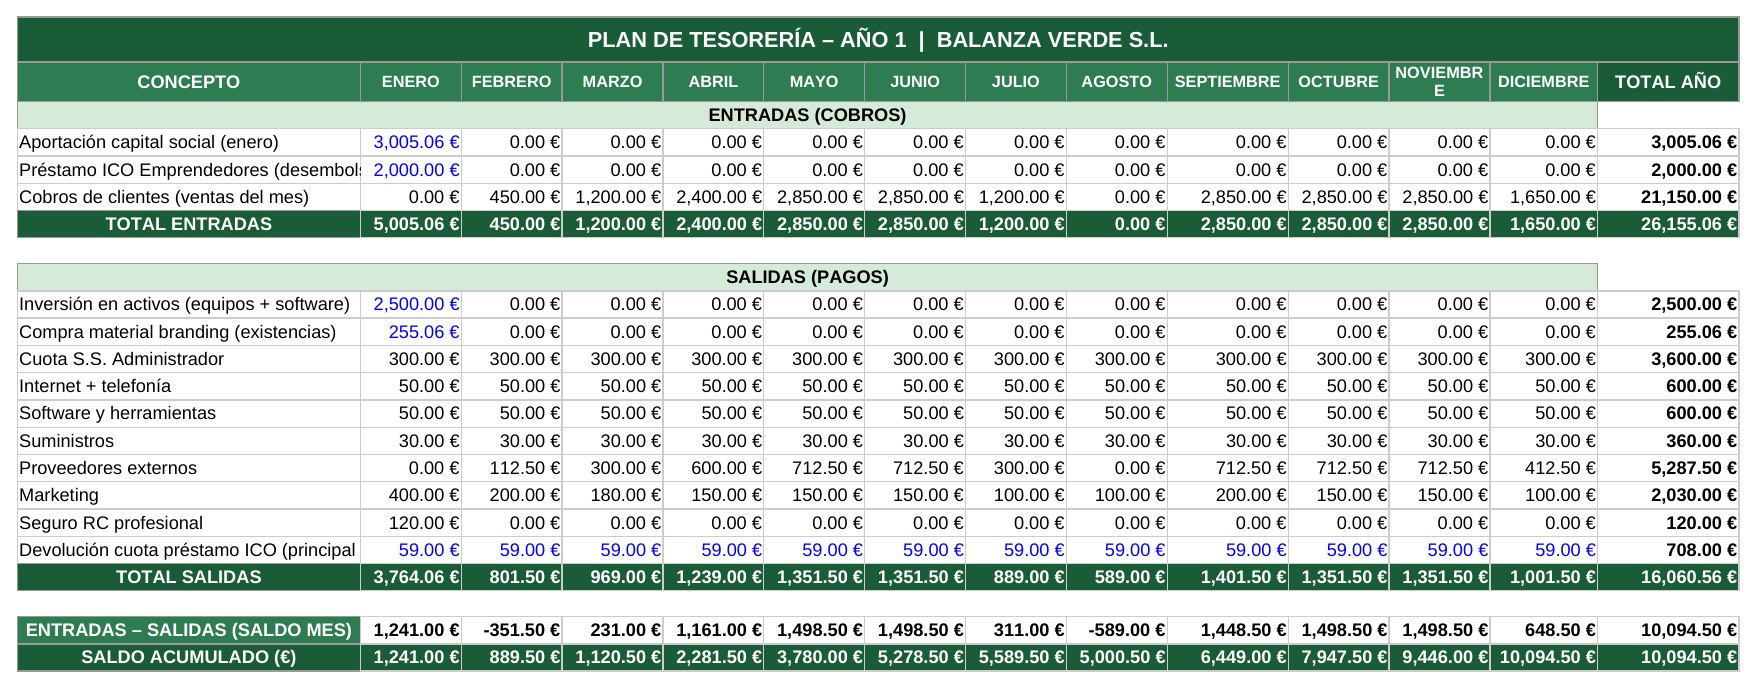 PLAN DE TESORERÍA – AÑO 1 | BALANZA VERDE S.L.
CONCEPTO ENERO FEBRERO MARZO ABRIL MAYO JUNIO JULIO AGOSTO SEPTIEMBRE OCTUBRE NOVIEMBRE DICIEMBRE TOTAL AÑO
ENTRADAS (COBROS)
Aportación capital social (enero) 3,005.06 € 0.00 € 0.00 € 0.00 € 0.00 € 0.00 € 0.00 € 0.00 € 0.00 € 0.00 € 0.00 € 0.00 € 3,005.06 €
Préstamo ICO Emprendedores (desembols 2,000.00 € 0.00 € 0.00 € 0.00 € 0.00 € 0.00 € 0.00 € 0.00 € 0.00 € 0.00 € 0.00 € 0.00 € 2,000.00 €
Cobros de clientes (ventas del mes) 0.00 € 450.00 € 1,200.00 € 2,400.00 € 2,850.00 € 2,850.00 € 1,200.00 € 0.00 € 2,850.00 € 2,850.00 € 2,850.00 € 1,650.00 € 21,150.00 €
TOTAL ENTRADAS 5,005.06 € 450.00 € 1,200.00 € 2,400.00 € 2,850.00 € 2,850.00 € 1,200.00 € 0.00 € 2,850.00 € 2,850.00 € 2,850.00 € 1,650.00 € 26,155.06 €
SALIDAS (PAGOS)
Inversión en activos (equipos + software) 2,500.00 € 0.00 € 0.00 € 0.00 € 0.00 € 0.00 € 0.00 € 0.00 € 0.00 € 0.00 € 0.00 € 0.00 € 2,500.00 €
Compra material branding (existencias) 255.06 € 0.00 € 0.00 € 0.00 € 0.00 € 0.00 € 0.00 € 0.00 € 0.00 € 0.00 € 0.00 € 0.00 € 255.06 €
Cuota S.S. Administrador 300.00 € 300.00 € 300.00 € 300.00 € 300.00 € 300.00 € 300.00 € 300.00 € 300.00 € 300.00 € 300.00 € 300.00 € 3,600.00 €
Internet + telefonía 50.00 € 50.00 € 50.00 € 50.00 € 50.00 € 50.00 € 50.00 € 50.00 € 50.00 € 50.00 € 50.00 € 50.00 € 600.00 €
Software y herramientas 50.00 € 50.00 € 50.00 € 50.00 € 50.00 € 50.00 € 50.00 € 50.00 € 50.00 € 50.00 € 50.00 € 50.00 € 600.00 €
Suministros 30.00 € 30.00 € 30.00 € 30.00 € 30.00 € 30.00 € 30.00 € 30.00 € 30.00 € 30.00 € 30.00 € 30.00 € 360.00 €
Proveedores externos 0.00 € 112.50 € 300.00 € 600.00 € 712.50 € 712.50 € 300.00 € 0.00 € 712.50 € 712.50 € 712.50 € 412.50 € 5,287.50 €
Marketing 400.00 € 200.00 € 180.00 € 150.00 € 150.00 € 150.00 € 100.00 € 100.00 € 200.00 € 150.00 € 150.00 € 100.00 € 2,030.00 €
Seguro RC profesional 120.00 € 0.00 € 0.00 € 0.00 € 0.00 € 0.00 € 0.00 € 0.00 € 0.00 € 0.00 € 0.00 € 0.00 € 120.00 €
Devolución cuota préstamo ICO (principal 59.00 € 59.00 € 59.00 € 59.00 € 59.00 € 59.00 € 59.00 € 59.00 € 59.00 € 59.00 € 59.00 € 59.00 € 708.00 €
TOTAL SALIDAS 3,764.06 € 801.50 € 969.00 € 1,239.00 € 1,351.50 € 1,351.50 € 889.00 € 589.00 € 1,401.50 € 1,351.50 € 1,351.50 € 1,001.50 € 16,060.56 €
ENTRADAS – SALIDAS (SALDO MES) 1,241.00 € -351.50 € 231.00 € 1,161.00 € 1,498.50 € 1,498.50 € 311.00 € -589.00 € 1,448.50 € 1,498.50 € 1,498.50 € 648.50 € 10,094.50 €
SALDO ACUMULADO (€) 1,241.00 € 889.50 € 1,120.50 € 2,281.50 € 3,780.00 € 5,278.50 € 5,589.50 € 5,000.50 € 6,449.00 € 7,947.50 € 9,446.00 € 10,094.50 € 10,094.50 €